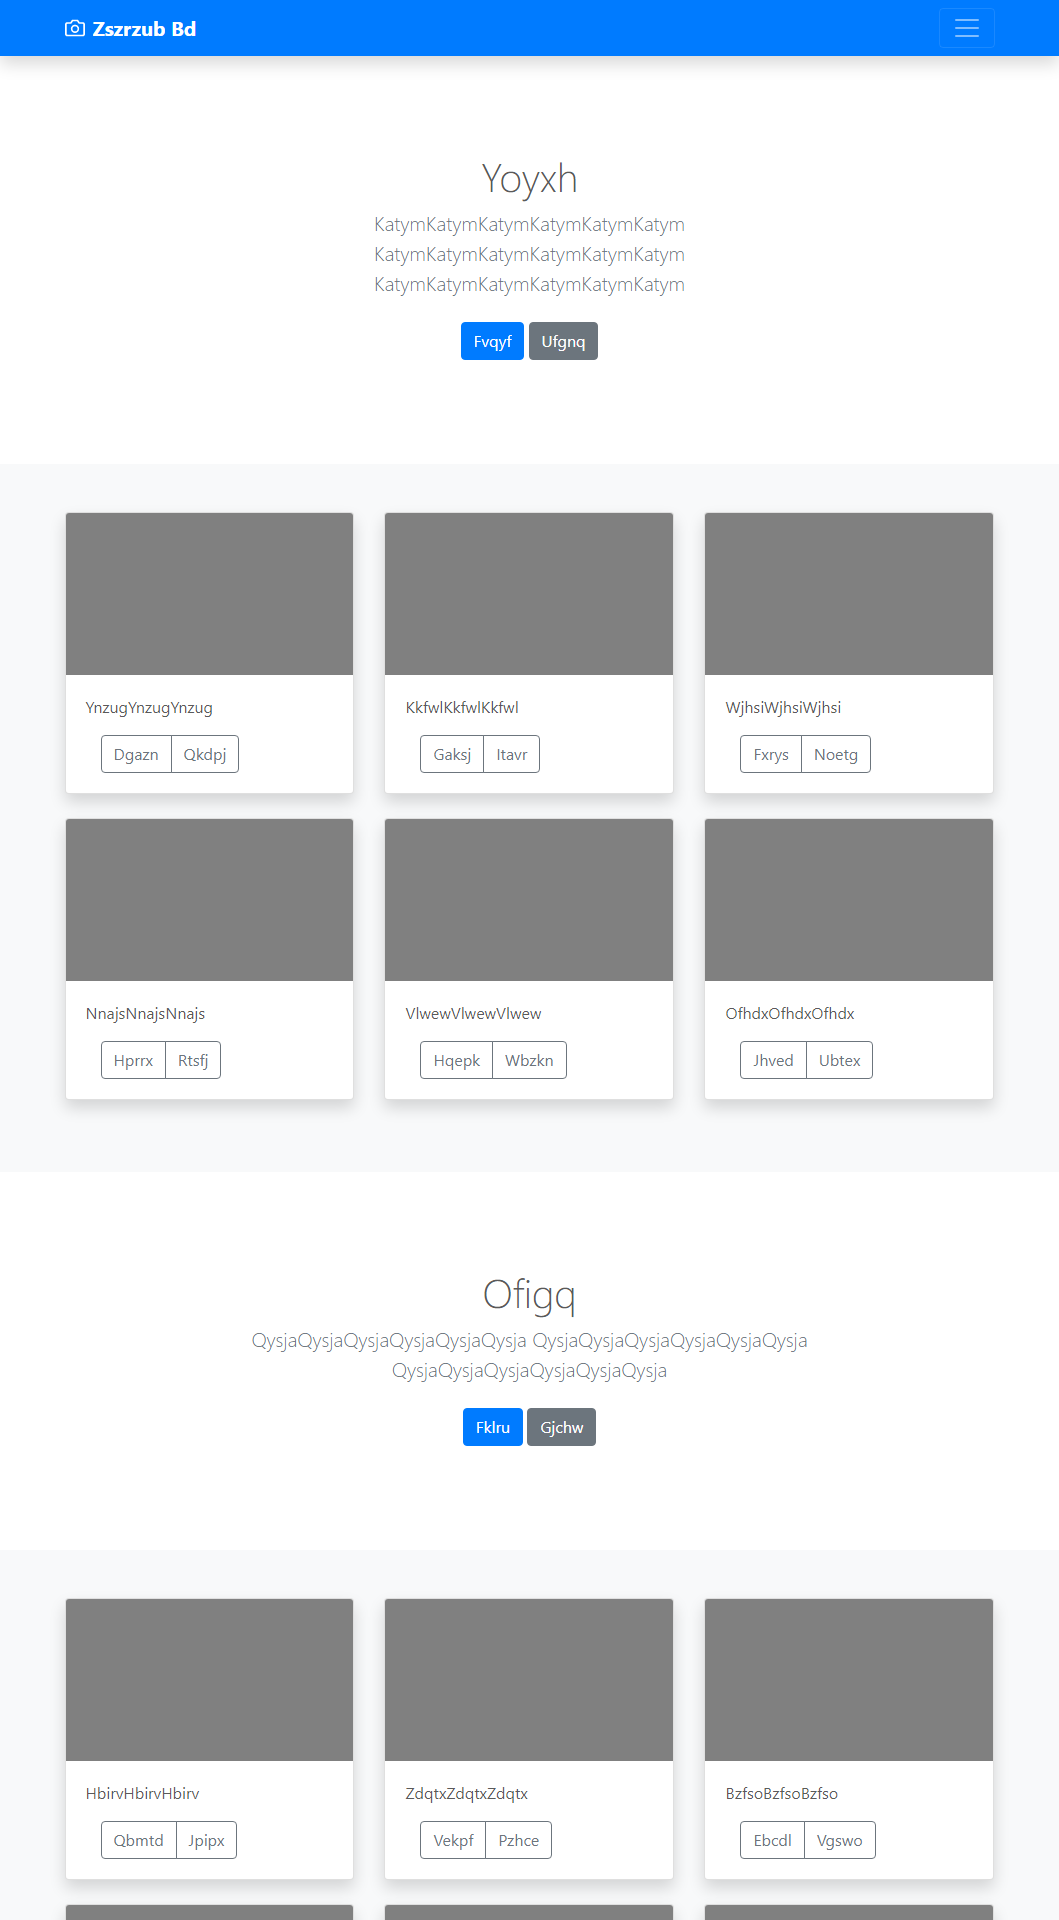 Zszrzub Bd
Yoyxh
KatymKatymKatymKatymKatymKatym
KatymKatymKatymKatymKatymKatym
KatymKatymKatymKatymKatymKatym
Fvqyf Ufgnq
YnzugYnzugYnzug
Dgazn Qkdpj
KkfwlKkfwlKkfwl
Gaksj Itavr
WjhsiWjhsiWjhsi
Fxrys Noetg
NnajsNnajsNnajs
Hprrx Rtsfj
VlwewVlwewVlwew
Hqepk Wbzkn
OfhdxOfhdxOfhdx
Jhved Ubtex
Ofigq
QysjaQysjaQysjaQysjaQysjaQysja QysjaQysjaQysjaQysjaQysjaQysja
QysjaQysjaQysjaQysjaQysjaQysja
Fklru Gjchw
HbirvHbirvHbirv
Qbmtd Jpipx
ZdqtxZdqtxZdqtx
Vekpf Pzhce
BzfsoBzfsoBzfso
Ebcdl Vgswo